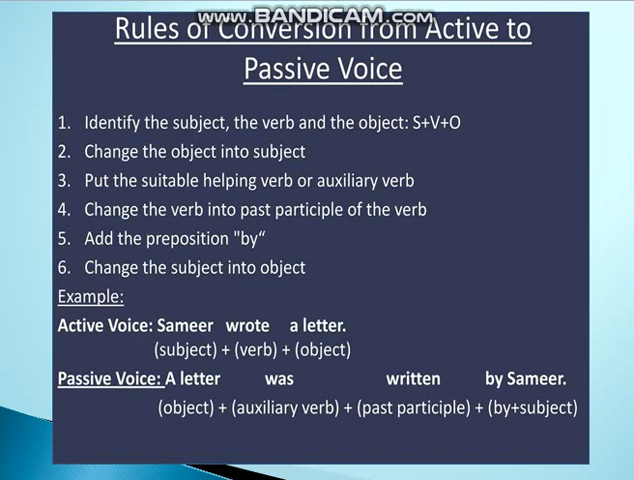 www.BANDICAM.com
Rules of Conversion from Active to
Passive Voice
1. Identify the subject, the verb and the object: S+V+O
2. Change the object into subject
3. Put the suitable helping verb or auxiliary verb
4. Change the verb into past participle of the verb
5. Add the preposition "by“
6. Change the subject into object
Example:
Active Voice: Sameer wrote a letter.
(subject) + (verb) + (object)
Passive Voice: A letter was written by Sameer.
(object) + (auxiliary verb) + (past participle) + (by+subject)